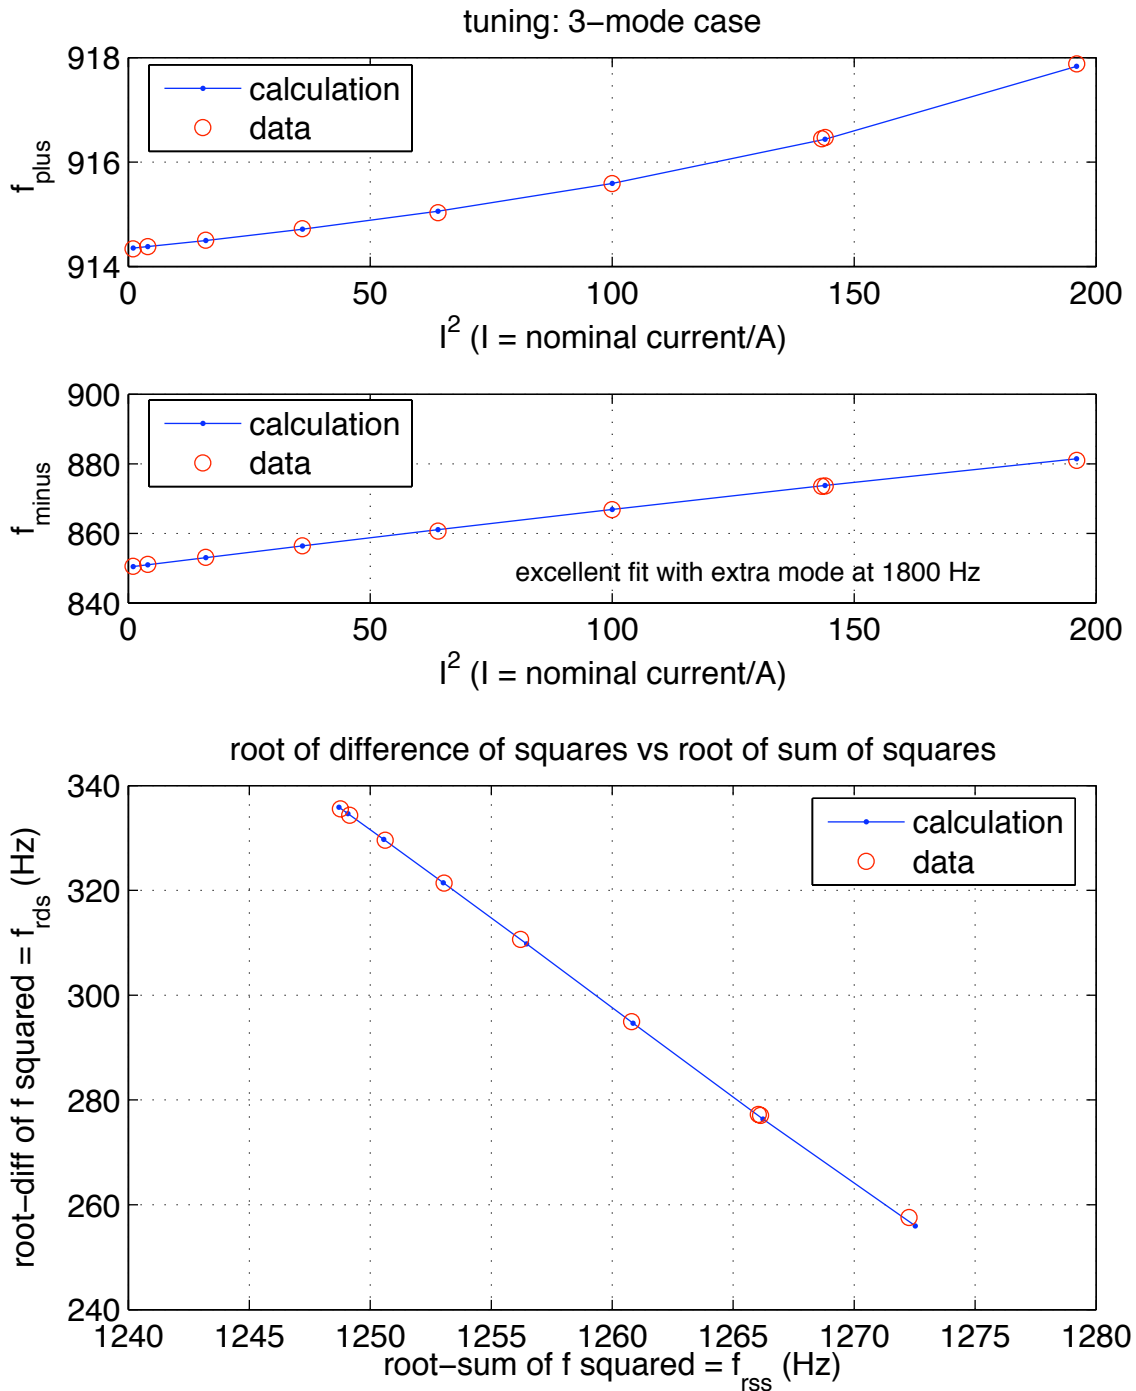 tuning: 3−mode case
918
916
914
f_plus
calculation
data
0 50 100 150 200
I^2 (I = nominal current/A)
900
880
860
840
f_minus
calculation
data
excellent fit with extra mode at 1800 Hz
0 50 100 150 200
I^2 (I = nominal current/A)
root of difference of squares vs root of sum of squares
340
320
300
280
260
240
root−diff of f squared = f_rds (Hz)
calculation
data
1240 1245 1250 1255 1260 1265 1270 1275 1280
root−sum of f squared = f_rss (Hz)